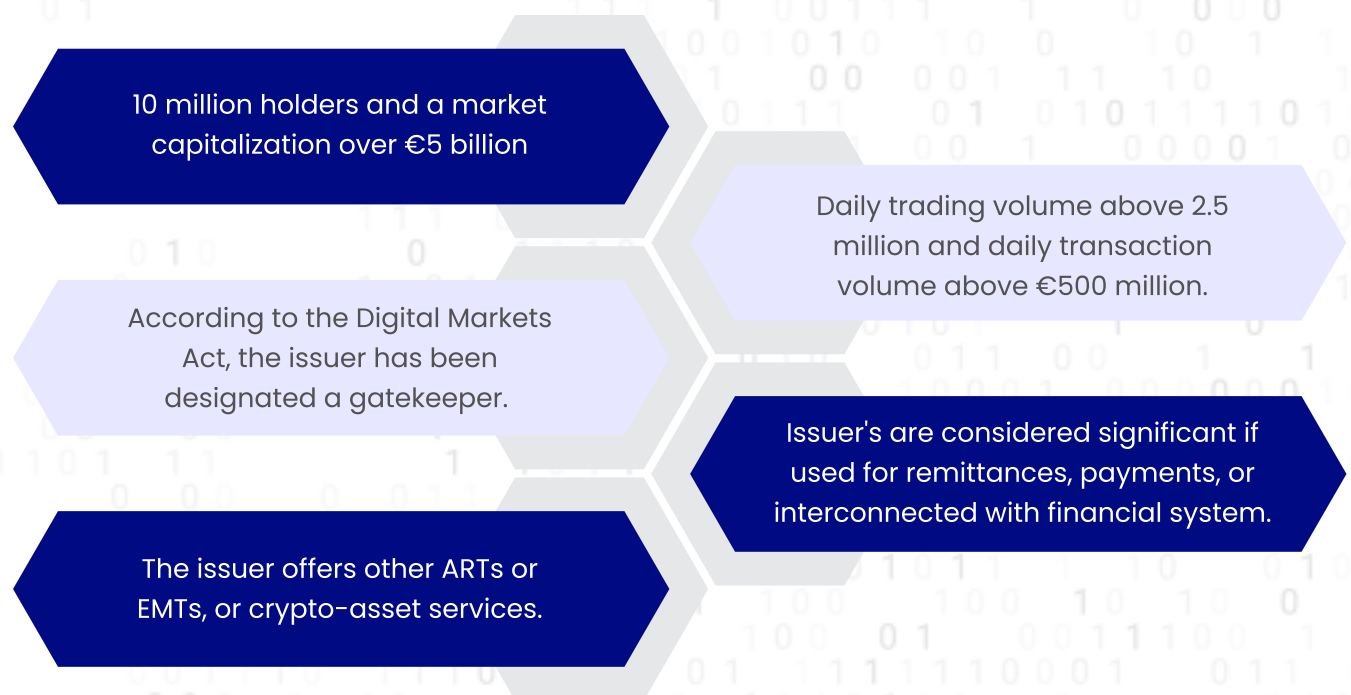 10 million holders and a market
capitalization over €5 billion
Daily trading volume above 2.5
million and daily transaction
volume above €500 million.
According to the Digital Markets
Act, the issuer has been
designated a gatekeeper.
Issuer's are considered significant if
used for remittances, payments, or
interconnected with financial system.
The issuer offers other ARTs or
EMTs, or crypto-asset services.